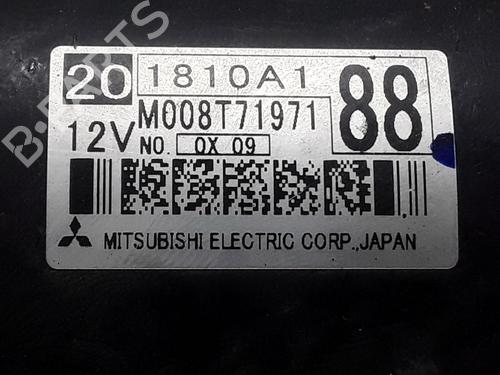 20 1810A1 88
12V M008T71971
NO. 0X 09
MITSUBISHI ELECTRIC CORP.,JAPAN
B-PARTS